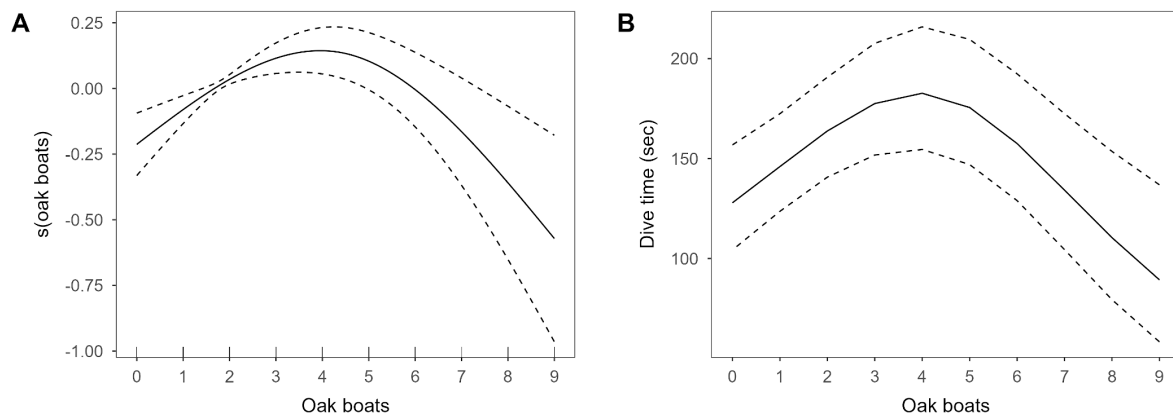 A
0.25
0.00
-0.25
-0.50
-0.75
-1.00
s(oak boats)
0 1 2 3 4 5 6 7 8 9
Oak boats
B
200
150
100
Dive time (sec)
0 1 2 3 4 5 6 7 8 9
Oak boats